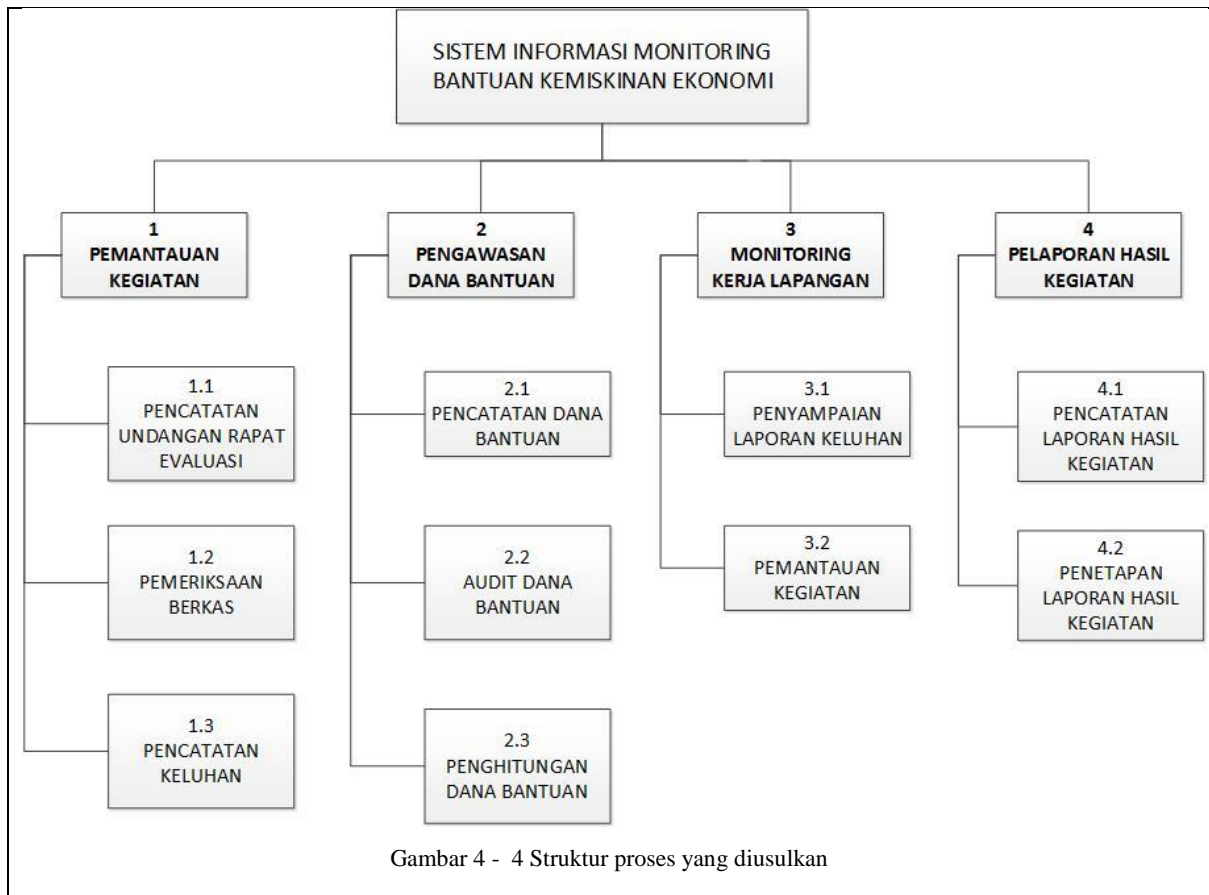 SISTEM INFORMASI MONITORING
BANTUAN KEMISKINAN EKONOMI
1
PEMANTAUAN
KEGIATAN
2
PENGAWASAN
DANA BANTUAN
3
MONITORING
KERJA LAPANGAN
4
PELAPORAN HASIL
KEGIATAN
1.1
PENCATATAN
UNDANGAN RAPAT
EVALUASI
2.1
PENCATATAN DANA
BANTUAN
3.1
PENYAMPAIAN
LAPORAN KELUHAN
4.1
PENCATATAN
LAPORAN HASIL
KEGIATAN
1.2
PEMERIKSAAN
BERKAS
2.2
AUDIT DANA
BANTUAN
3.2
PEMANTAUAN
KEGIATAN
4.2
PENETAPAN
LAPORAN HASIL
KEGIATAN
1.3
PENCATATAN
KELUHAN
2.3
PENGHITUNGAN
DANA BANTUAN
Gambar 4 - 4 Struktur proses yang diusulkan